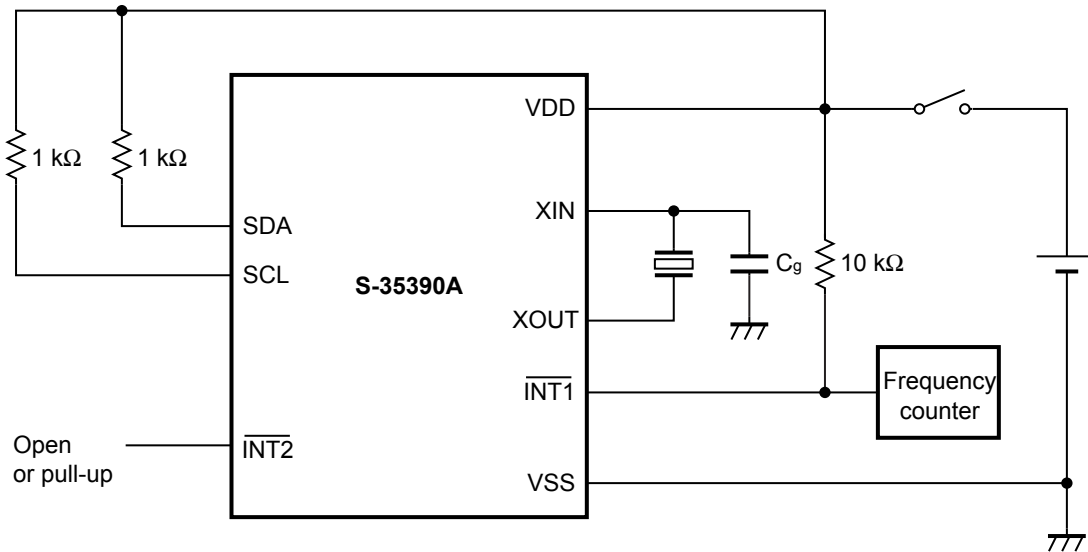 VDD
1 kΩ
1 kΩ
XIN
SDA
Cg
10 kΩ
SCL
S-35390A
XOUT
INT1
Frequency
counter
Open
or pull-up
INT2
VSS